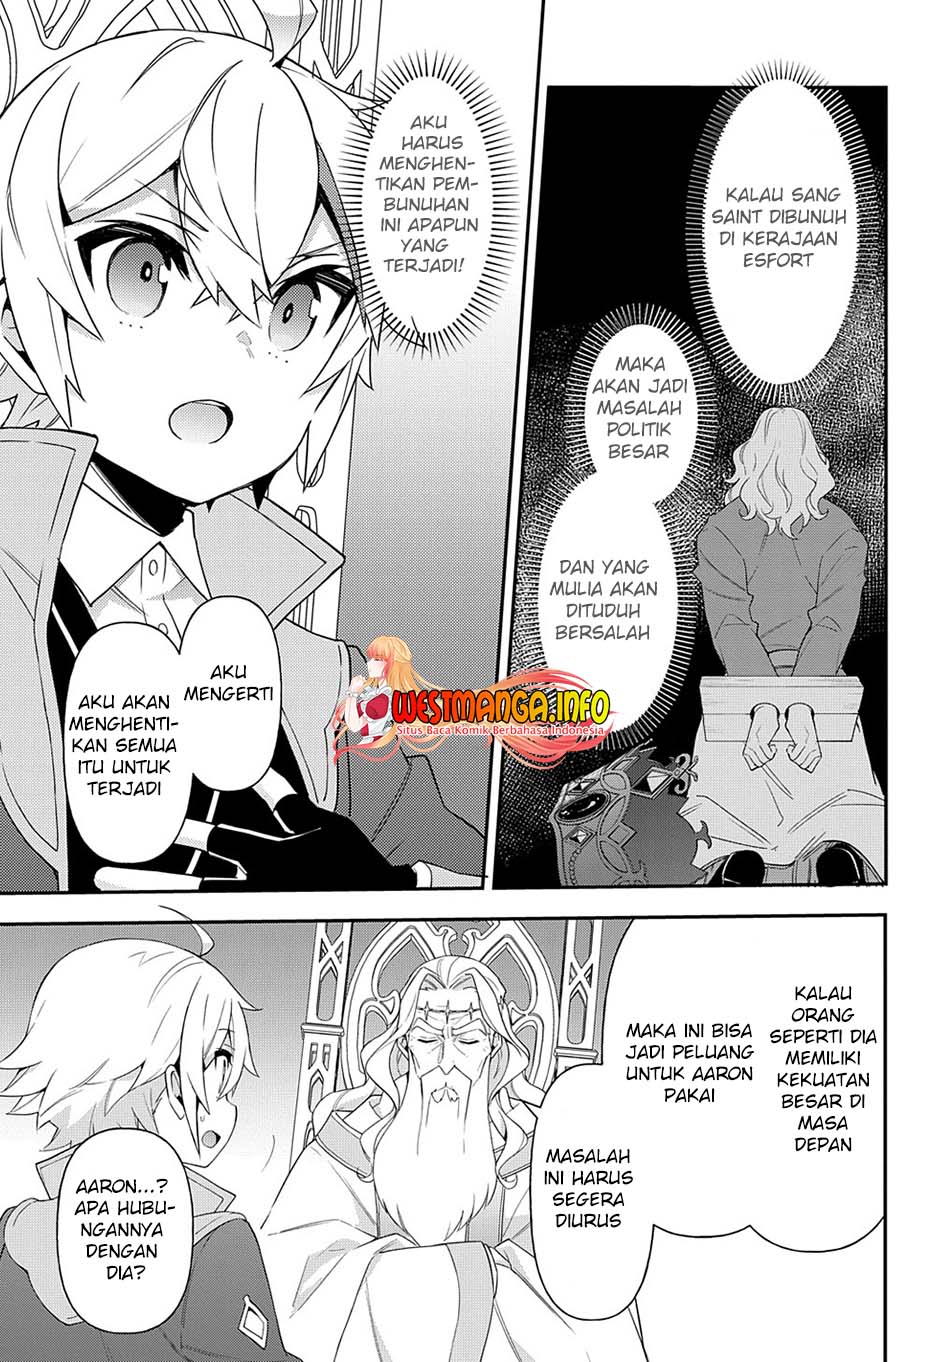 KALAU SANG
SAINT DIBUNUH
DI KERAJAAN
ESFORT
MAKA
AKAN JADI
MASALAH
POLITIK
BESAR
DAN YANG
MULIA AKAN
DITUDUH
BERSALAH
AKU
HARUS
MENGHEN-
TIKAN PEM-
BUNUHAN
INI APAPUN
YANG
TERJADI!
AKU
MENGERTI
AKU AKAN
MENGHENTI-
KAN SEMUA
ITU UNTUK
TERJADI
WESTMANGA.INFO
Situs Baca Komik Berbahasa Indonesia
KALAU
ORANG
SEPERTI DIA
MEMILIKI
KEKUATAN
BESAR DI
MASA
DEPAN
MAKA INI BISA
JADI PELUANG
UNTUK AARON
PAKAI
MASALAH
INI HARUS
SEGERA
DIURUS
AARON...?
APA HUBU-
NGANNYA
DENGAN
DIA?